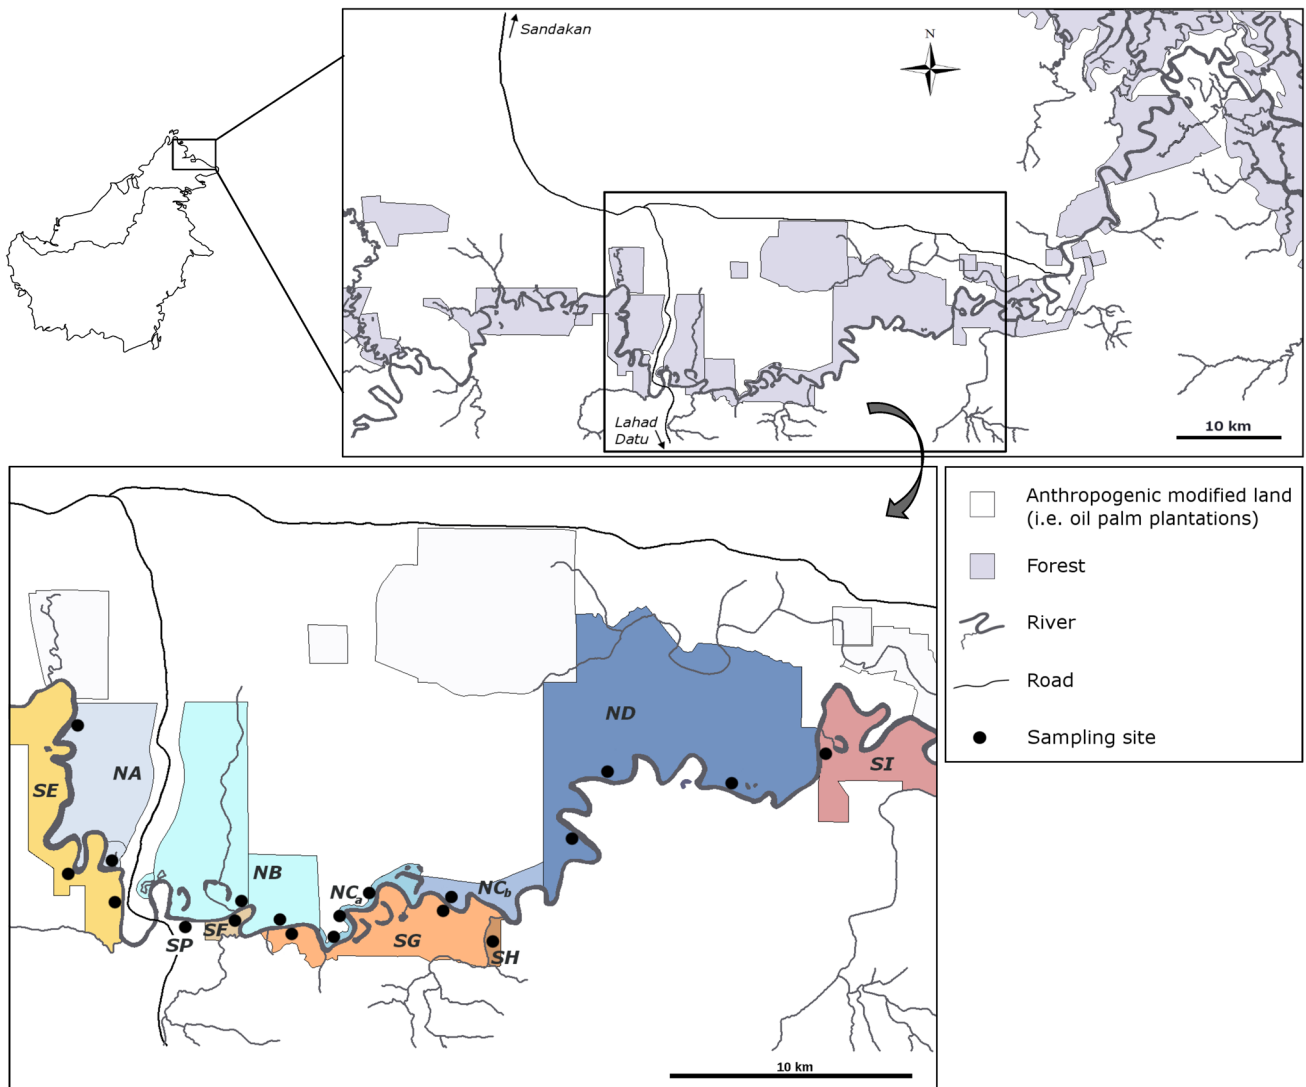 Sandakan
N
Lahad
Datu
10 km
Anthropogenic modified land
(i.e. oil palm plantations)
Forest
River
Road
Sampling site
ND
NA
SE
SI
NB
NCa
NCb
SF
SP
SG
SH
10 km